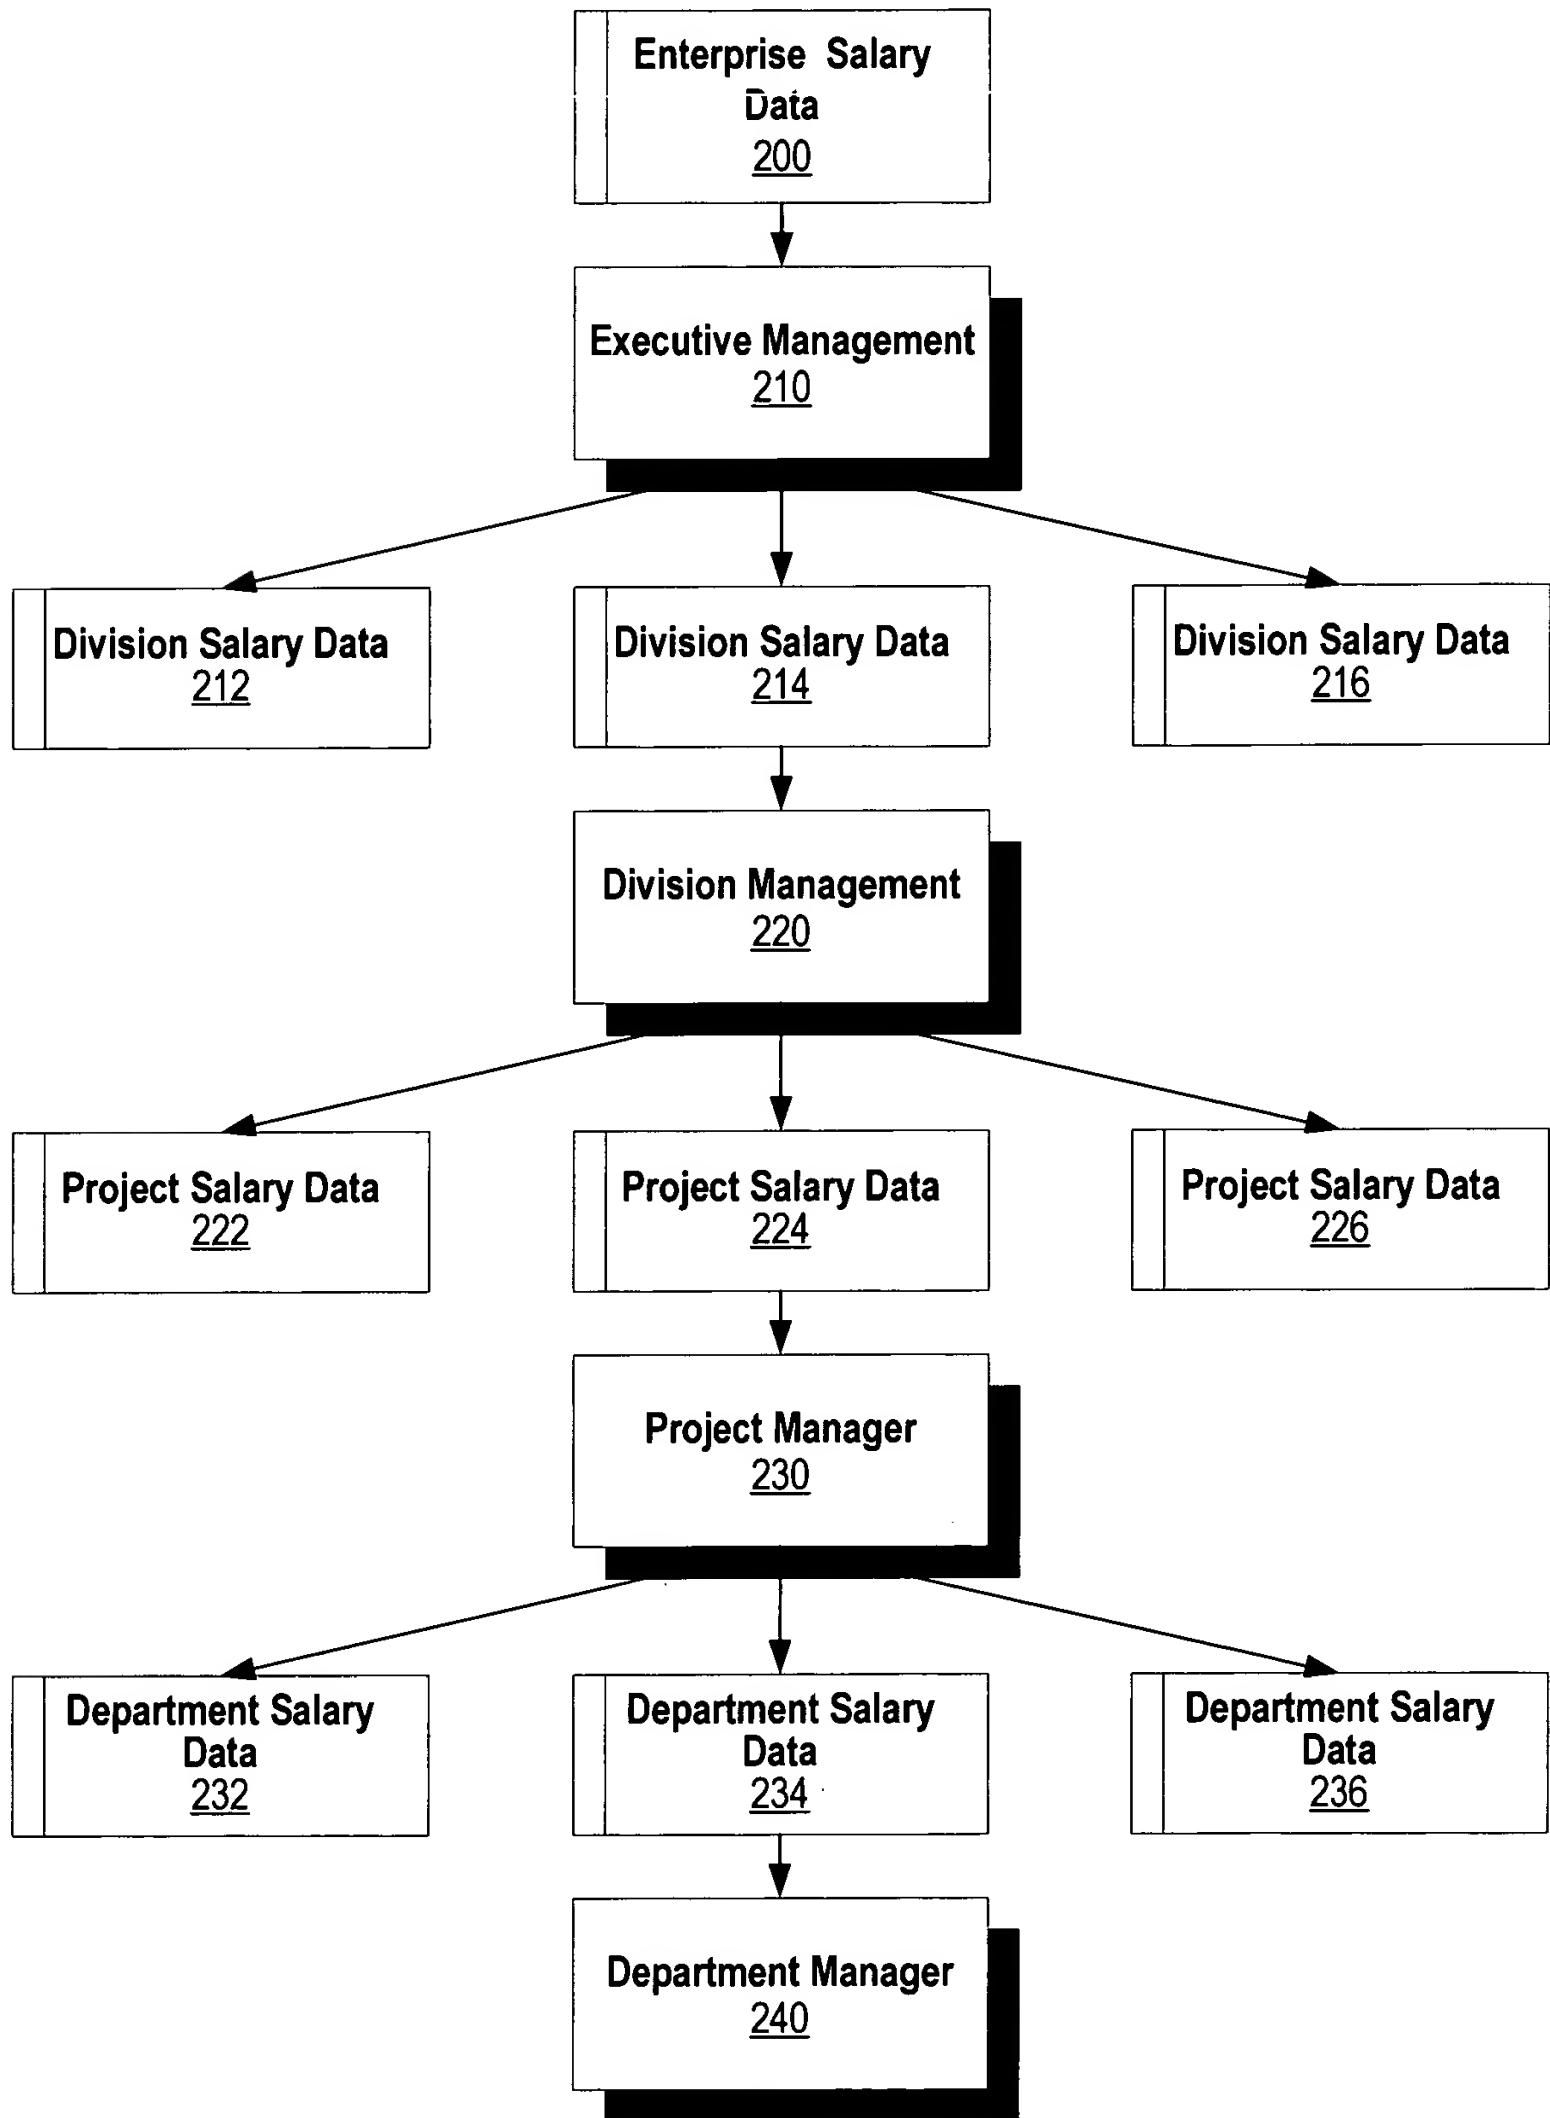 Enterprise Salary
Data
200
Executive Management
210
Division Salary Data
212
Division Salary Data
214
Division Salary Data
216
Division Management
220
Project Salary Data
222
Project Salary Data
224
Project Salary Data
226
Project Manager
230
Department Salary
Data
232
Department Salary
Data
234
Department Salary
Data
236
Department Manager
240